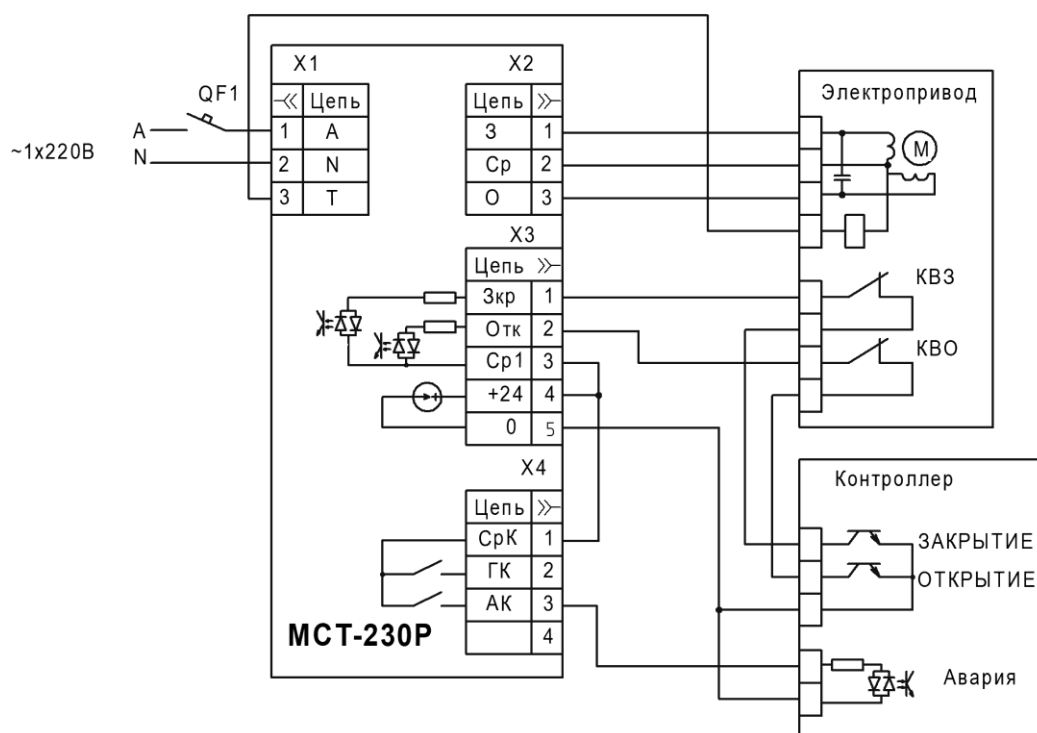 X1
X2
QF1
Цепь
Цепь
А
1
А
З
1
~1х220В
N
2
N
Ср
2
3
Т
О
3
Электропривод
М
X3
Цепь
Зкр
1
КВЗ
Отк
2
КВО
Ср1
3
+24
4
0
5
X4
Контроллер
Цепь
СрК
1
ЗАКРЫТИЕ
ГК
2
ОТКРЫТИЕ
АК
3
МСТ-230Р
4
Авария